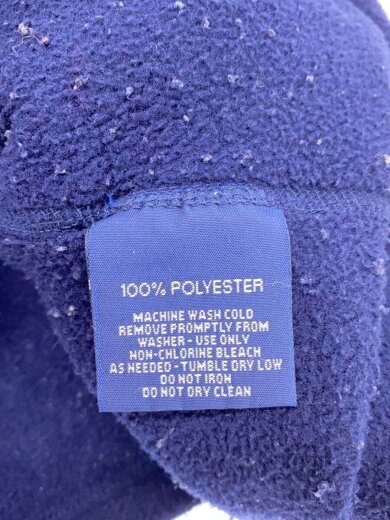 100% POLYESTER
MACHINE WASH COLD
REMOVE PROMPTLY FROM
WASHER - USE ONLY
NON-CHLORINE BLEACH
AS NEEDED - TUMBLE DRY LOW
DO NOT IRON
DO NOT DRY CLEAN